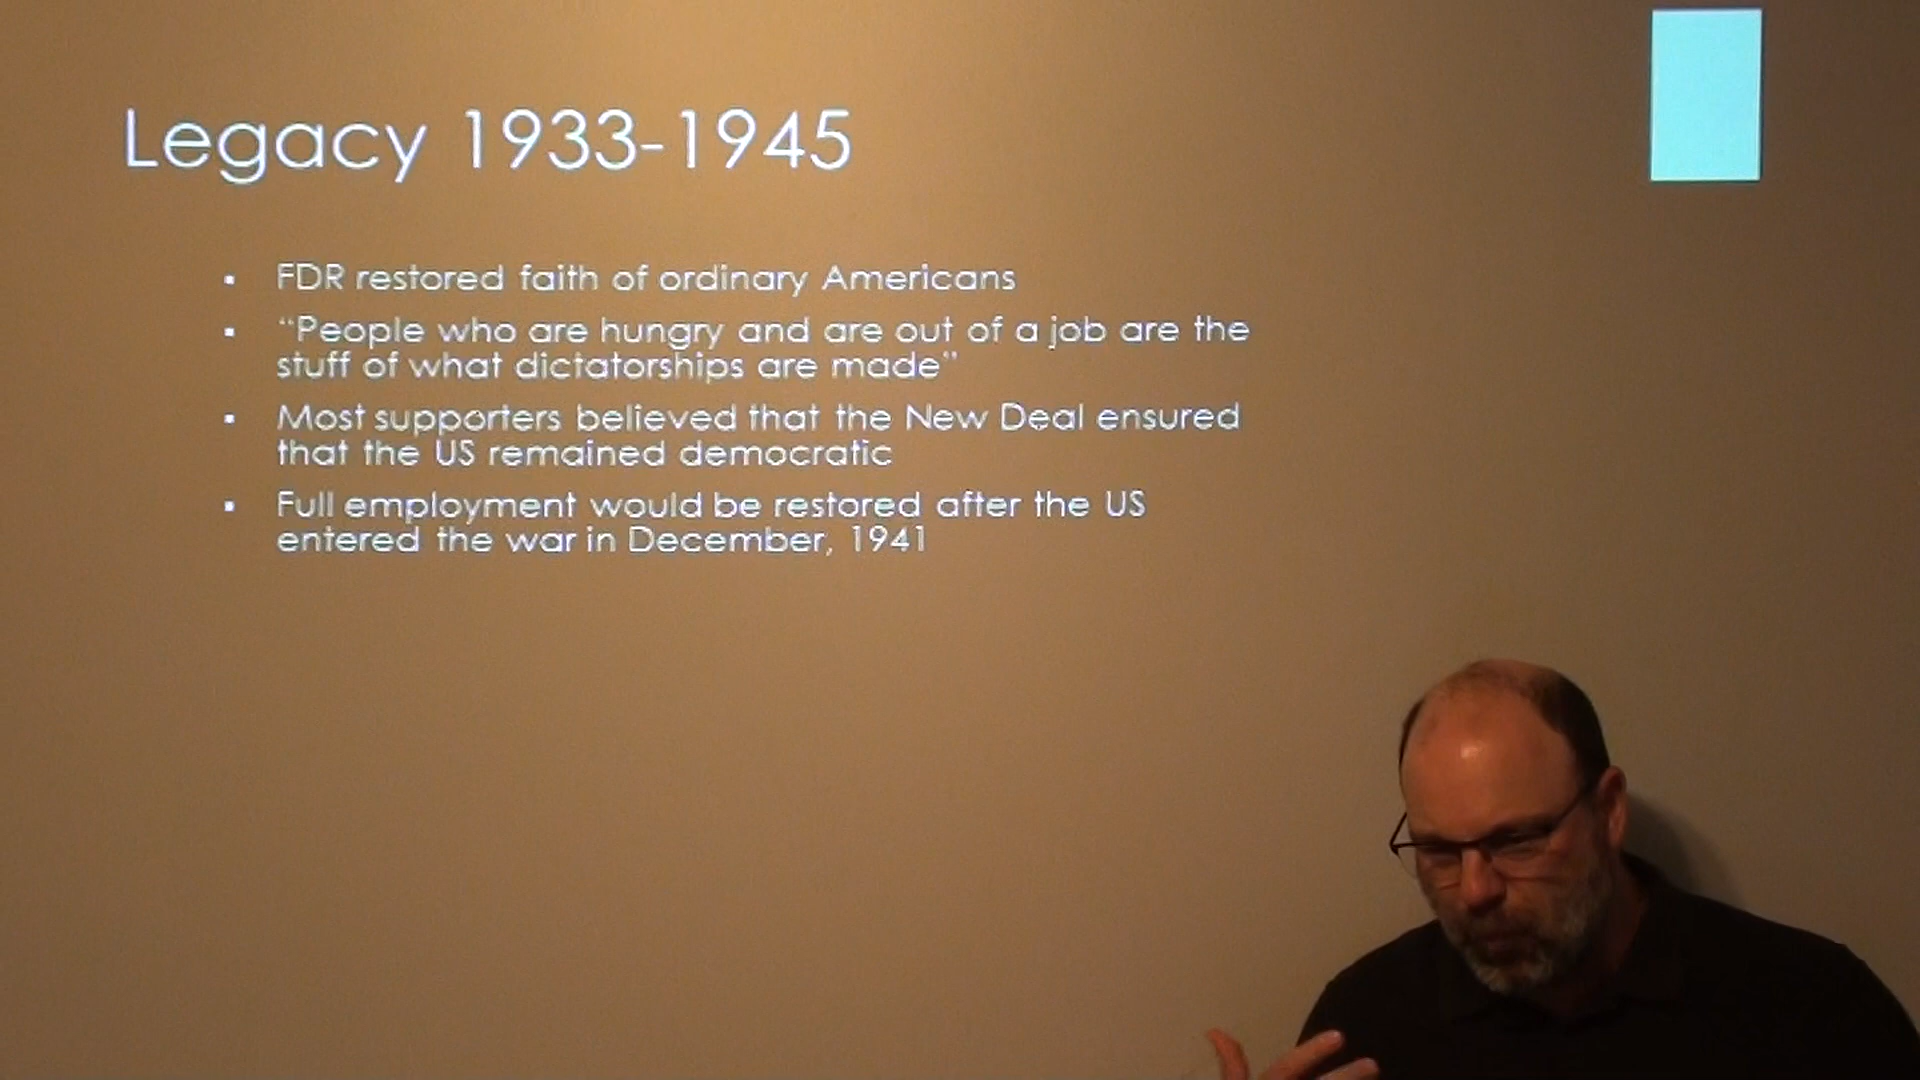 Legacy 1933-1945
▪ FDR restored faith of ordinary Americans
▪ “People who are hungry and are out of a job are the
stuff of what dictatorships are made”
▪ Most supporters believed that the New Deal ensured
that the US remained democratic
▪ Full employment would be restored after the US
entered the war in December, 1941